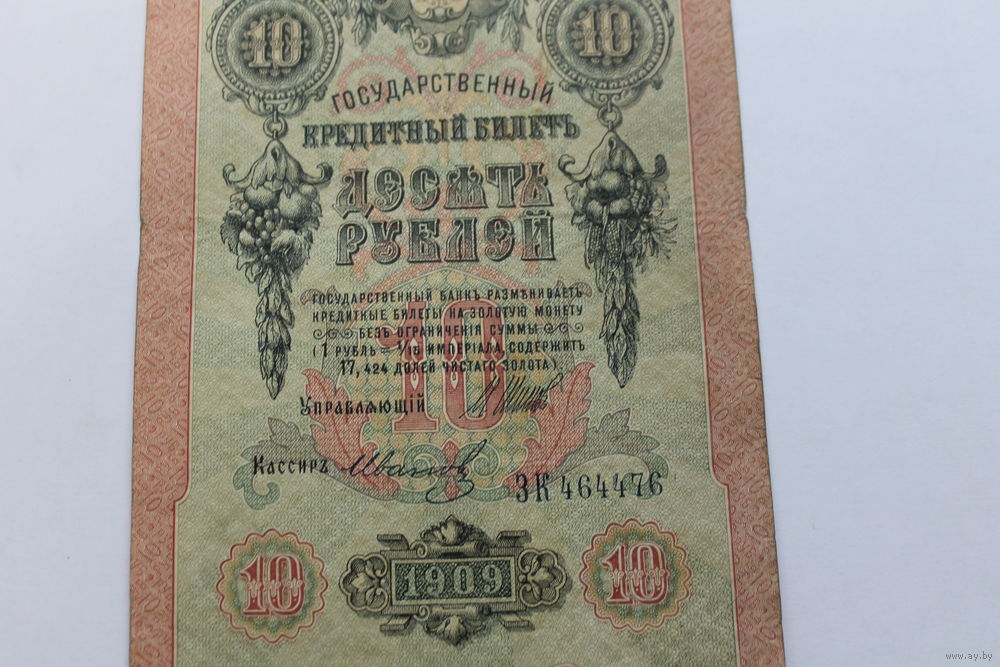 10 10
ГОСУДАРСТВЕННЫЙ
КРЕДИТНЫЙ БИЛЕТЪ
ДЕСЯТЬ
РУБЛЕЙ
ГОСУДАРСТВЕННЫЙ БАНКЪ РАЗМѢНИВАЕТЪ
КРЕДИТНЫЕ БИЛЕТЫ НА ЗОЛОТУЮ МОНЕТУ
БЕЗЪ ОГРАНИЧЕНІЯ СУММЫ
(1 РУБЛЬ = 1/15 ИМПЕРІАЛА, СОДЕРЖИТЪ
17,424 ДОЛЕЙ ЧИСТАГО ЗОЛОТА)
10
УПРАВЛЯЮЩІЙ
КАССИРЪ Иванов
ЗК 464476
10 1909 10
www.ay.by